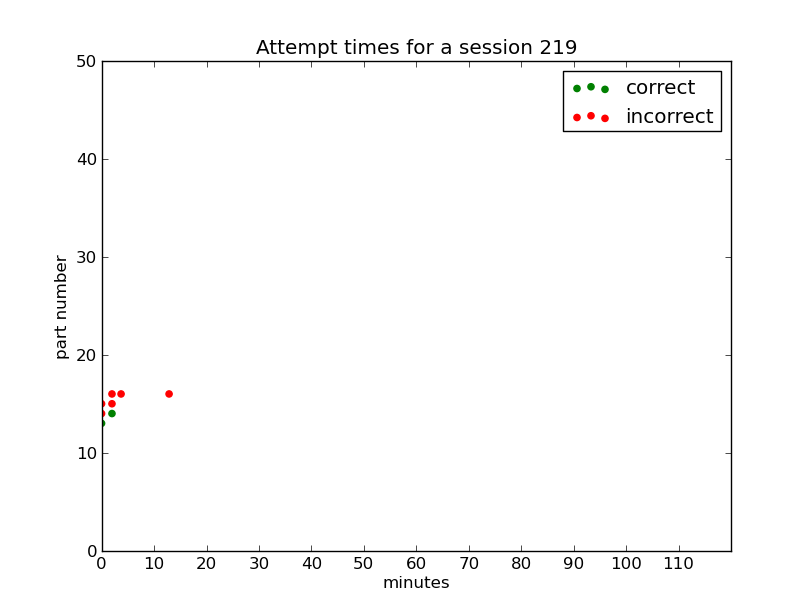 Attempt times for a session 219
correct
incorrect
50
40
30
20
10
0
part number
0 10 20 30 40 50 60 70 80 90 100 110
minutes